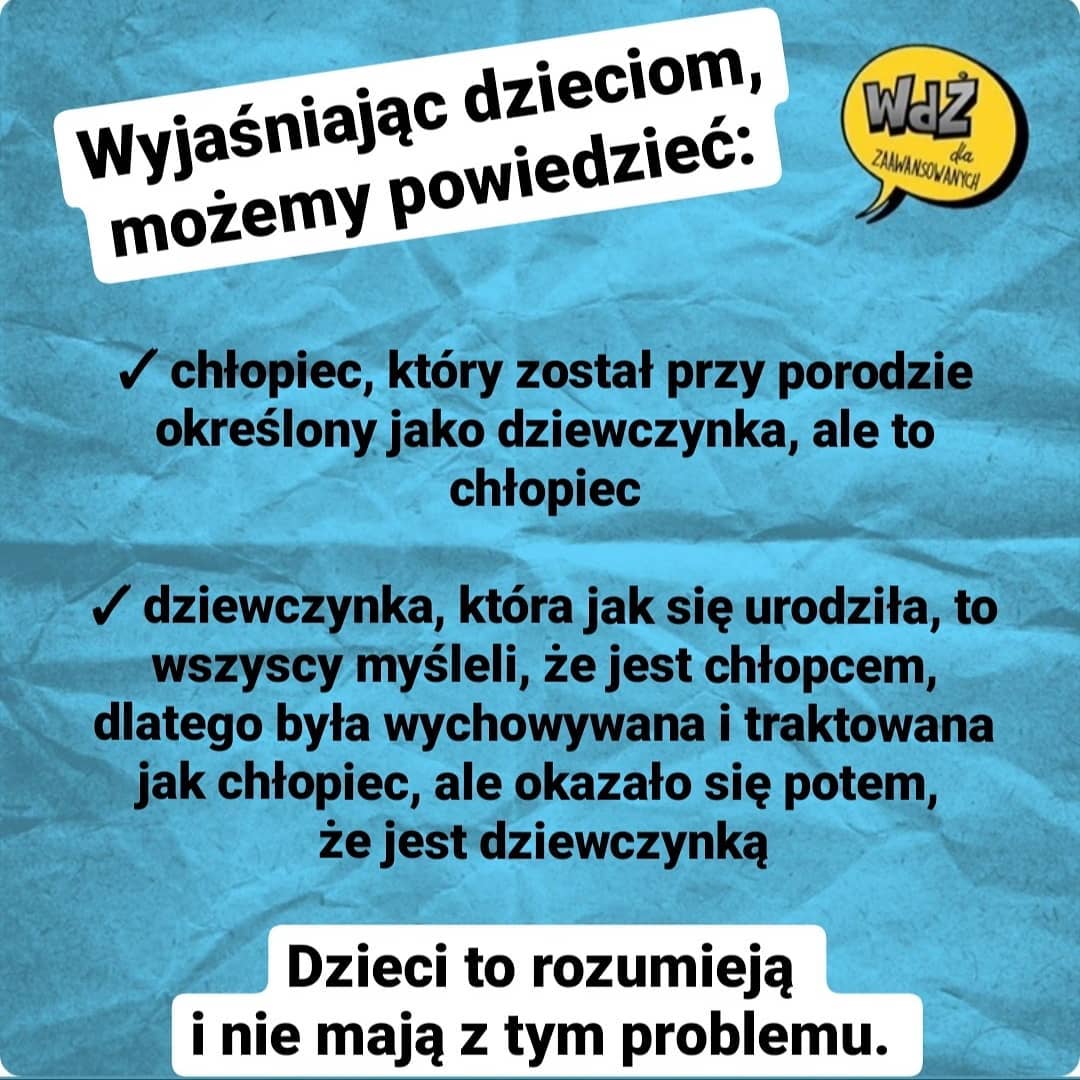 Wyjaśniając dzieciom,
możemy powiedzieć:
WdŻ
dla
ZAAWANSOWANYCH
✓ chłopiec, który został przy porodzie
określony jako dziewczynka, ale to
chłopiec
✓ dziewczynka, która jak się urodziła, to
wszyscy myśleli, że jest chłopcem,
dlatego była wychowywana i traktowana
jak chłopiec, ale okazało się potem,
że jest dziewczynką
Dzieci to rozumieją
i nie mają z tym problemu.